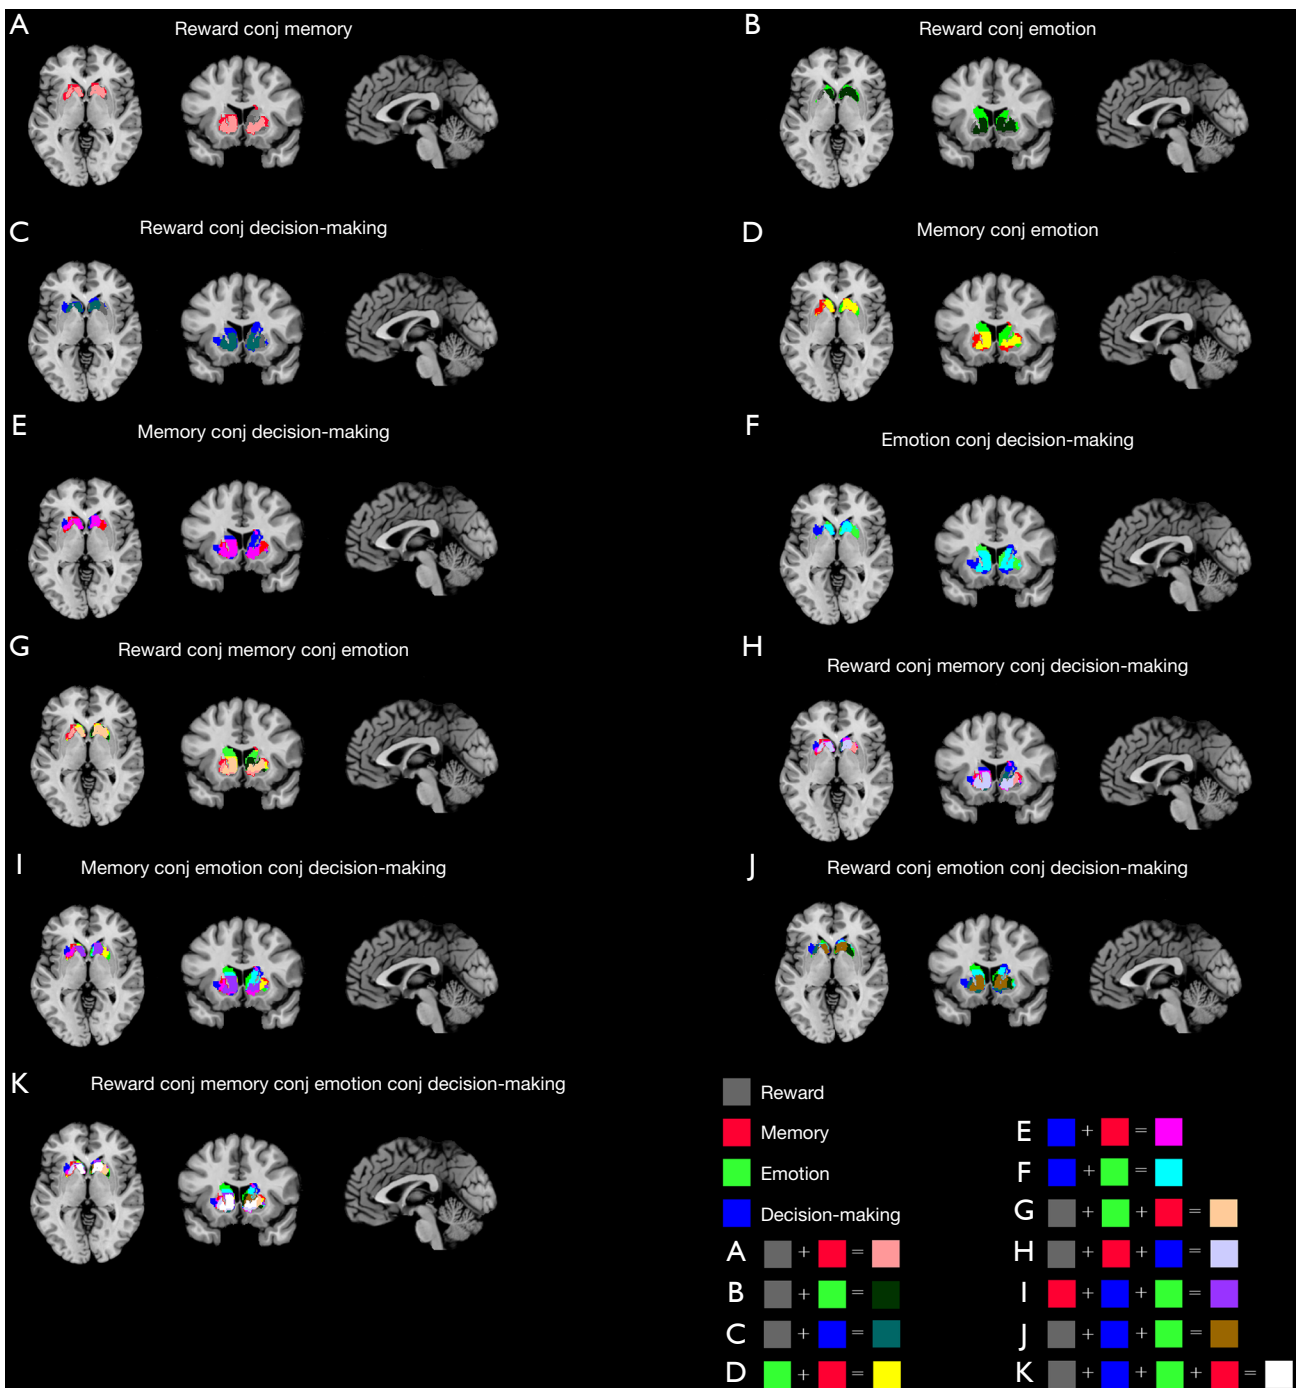 A Reward conj memory
B Reward conj emotion
C Reward conj decision-making
D Memory conj emotion
E Memory conj decision-making
F Emotion conj decision-making
G Reward conj memory conj emotion
H Reward conj memory conj decision-making
I Memory conj emotion conj decision-making
J Reward conj emotion conj decision-making
K Reward conj memory conj emotion conj decision-making
Reward
Memory
Emotion
Decision-making
A + =
B + =
C + =
D + =
E + =
F + =
G + + =
H + + =
I + + =
J + + =
K + + + =